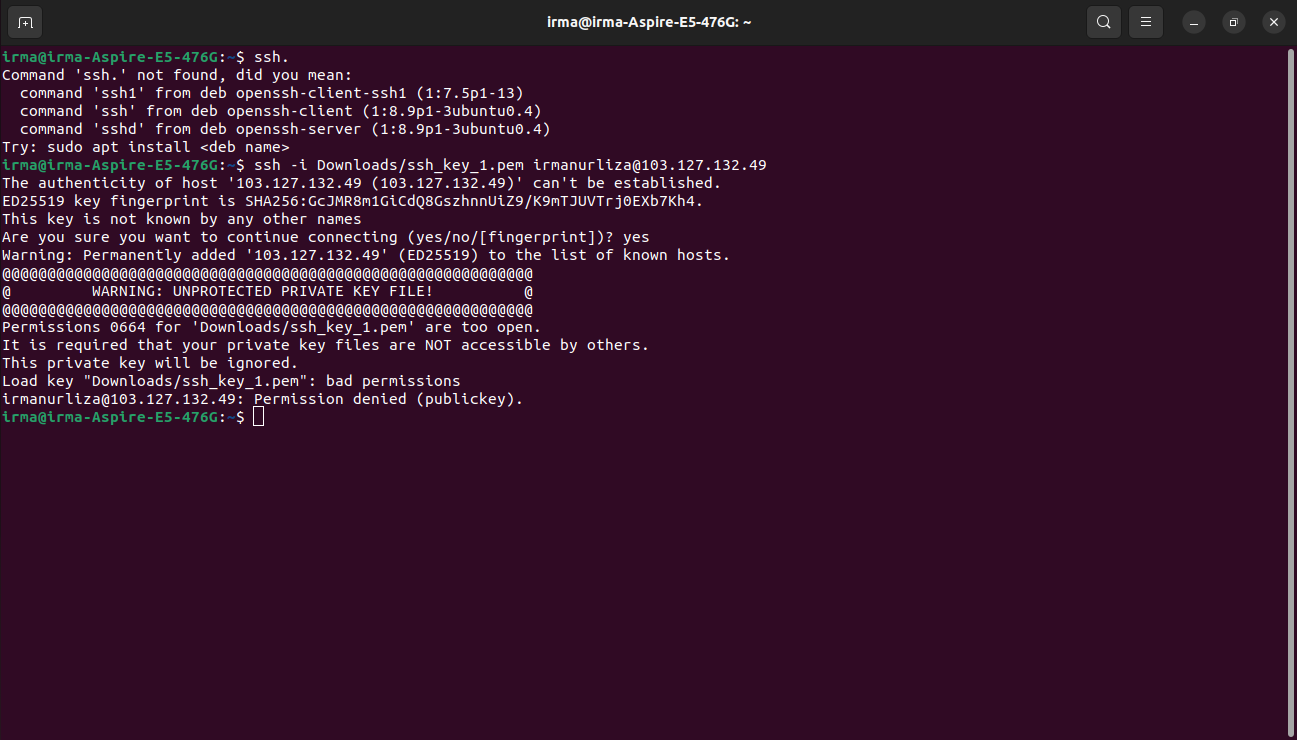 irma@irma-Aspire-E5-476G: ~
irma@irma-Aspire-E5-476G:~$ ssh.
Command 'ssh.' not found, did you mean:
  command 'ssh1' from deb openssh-client-ssh1 (1:7.5p1-13)
  command 'ssh' from deb openssh-client (1:8.9p1-3ubuntu0.4)
  command 'sshd' from deb openssh-server (1:8.9p1-3ubuntu0.4)
Try: sudo apt install <deb name>
irma@irma-Aspire-E5-476G:~$ ssh -i Downloads/ssh_key_1.pem irmanurliza@103.127.132.49
The authenticity of host '103.127.132.49 (103.127.132.49)' can't be established.
ED25519 key fingerprint is SHA256:GcJMR8m1GiCdQ8GszhnnUiZ9/K9mTJUVTrj0EXb7Kh4.
This key is not known by any other names
Are you sure you want to continue connecting (yes/no/[fingerprint])? yes
Warning: Permanently added '103.127.132.49' (ED25519) to the list of known hosts.
@@@@@@@@@@@@@@@@@@@@@@@@@@@@@@@@@@@@@@@@@@@@@@@@@@@@@@@@@@@
@         WARNING: UNPROTECTED PRIVATE KEY FILE!          @
@@@@@@@@@@@@@@@@@@@@@@@@@@@@@@@@@@@@@@@@@@@@@@@@@@@@@@@@@@@
Permissions 0664 for 'Downloads/ssh_key_1.pem' are too open.
It is required that your private key files are NOT accessible by others.
This private key will be ignored.
Load key "Downloads/ssh_key_1.pem": bad permissions
irmanurliza@103.127.132.49: Permission denied (publickey).
irma@irma-Aspire-E5-476G:~$